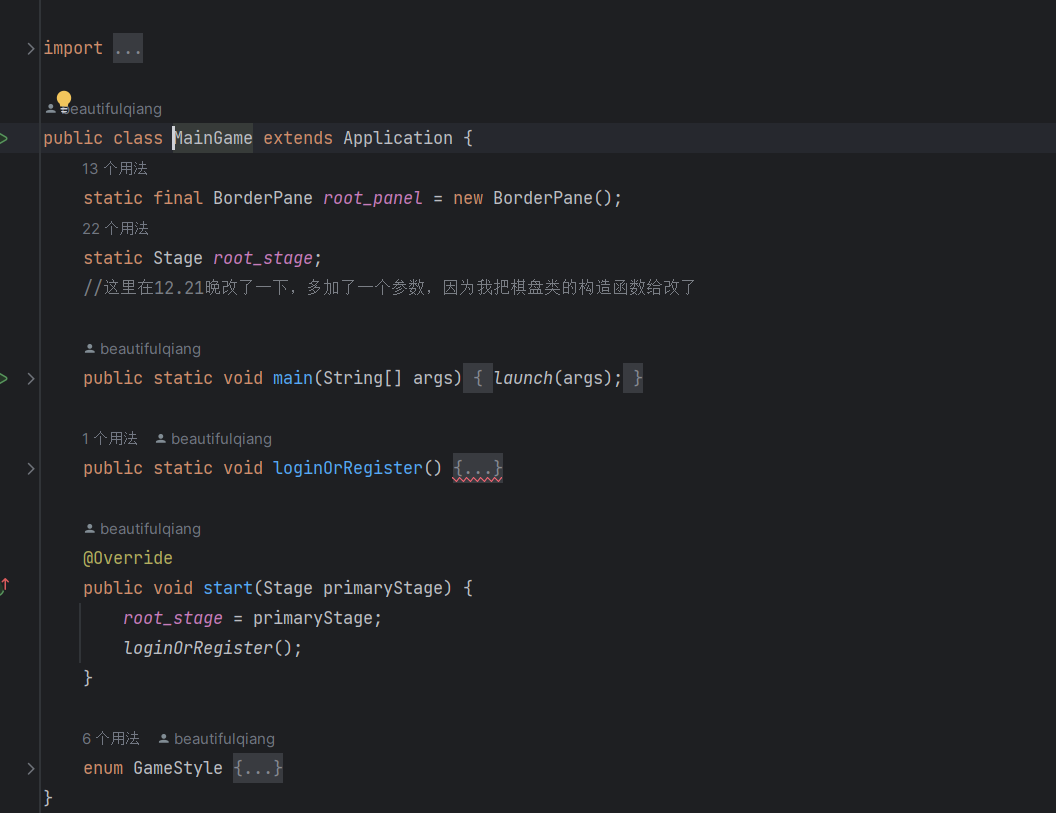 import ...
beautifulqiang
public class MainGame extends Application {
13 个用法
static final BorderPane root_panel = new BorderPane();
22 个用法
static Stage root_stage;
//这里在12.21晚改了一下，多加了一个参数，因为我把棋盘类的构造函数给改了
beautifulqiang
public static void main(String[] args) { launch(args); }
1 个用法 beautifulqiang
public static void loginOrRegister() {...}
beautifulqiang
@Override
public void start(Stage primaryStage) {
root_stage = primaryStage;
loginOrRegister();
}
6 个用法 beautifulqiang
enum GameStyle {...}
}